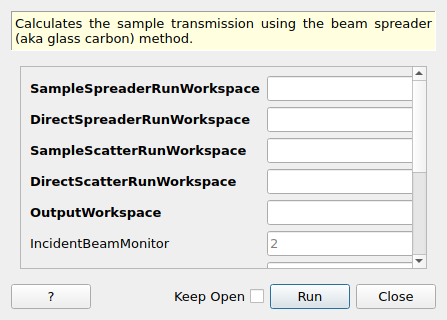 Calculates the sample transmission using the beam spreader
(aka glass carbon) method.
SampleSpreaderRunWorkspace
DirectSpreaderRunWorkspace
SampleScatterRunWorkspace
DirectScatterRunWorkspace
OutputWorkspace
IncidentBeamMonitor 2
? Keep Open Run Close